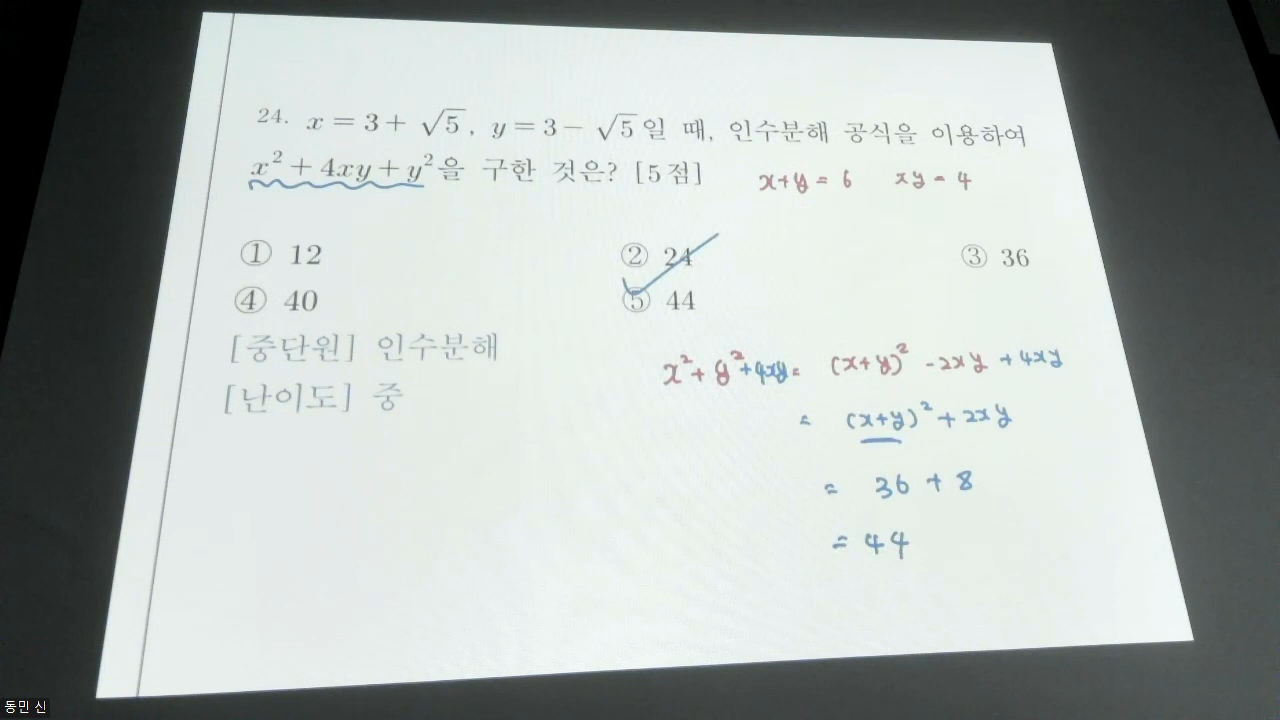 24. x = 3 + √5, y = 3 − √5일 때, 인수분해 공식을 이용하여
x² + 4xy + y²을 구한 것은? [5점]
x+y = 6 xy = 4
① 12 ② 24 ③ 36
④ 40 ⑤ 44
[중단원] 인수분해
[난이도] 중
x² + y² + 4xy = (x+y)² - 2xy + 4xy
= (x+y)² + 2xy
= 36 + 8
= 44
동민 신